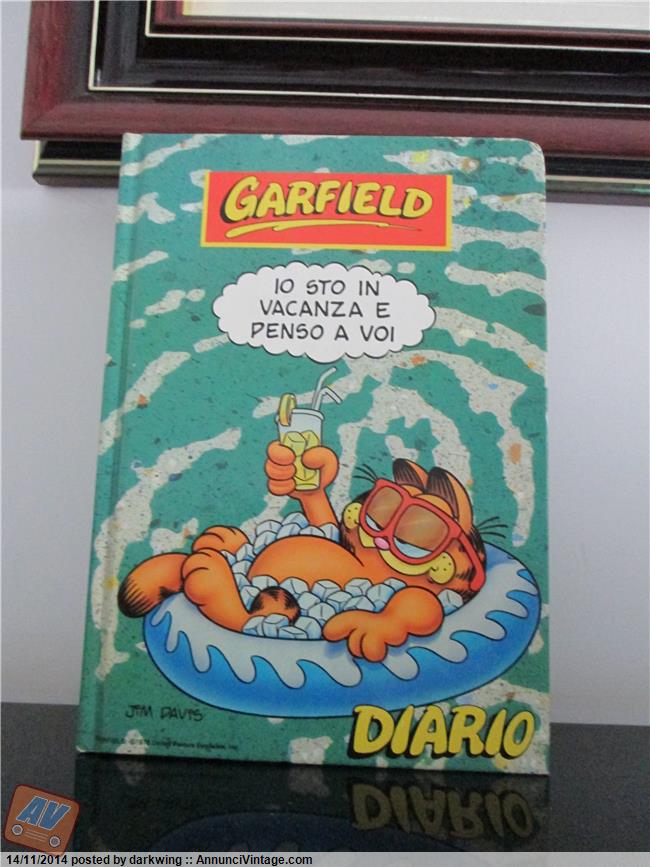 GARFIELD
IO STO IN
VACANZA E
PENSO A VOI
JIM DAVIS
DIARIO
AV
14/11/2014 posted by darkwing :: AnnunciVintage.com